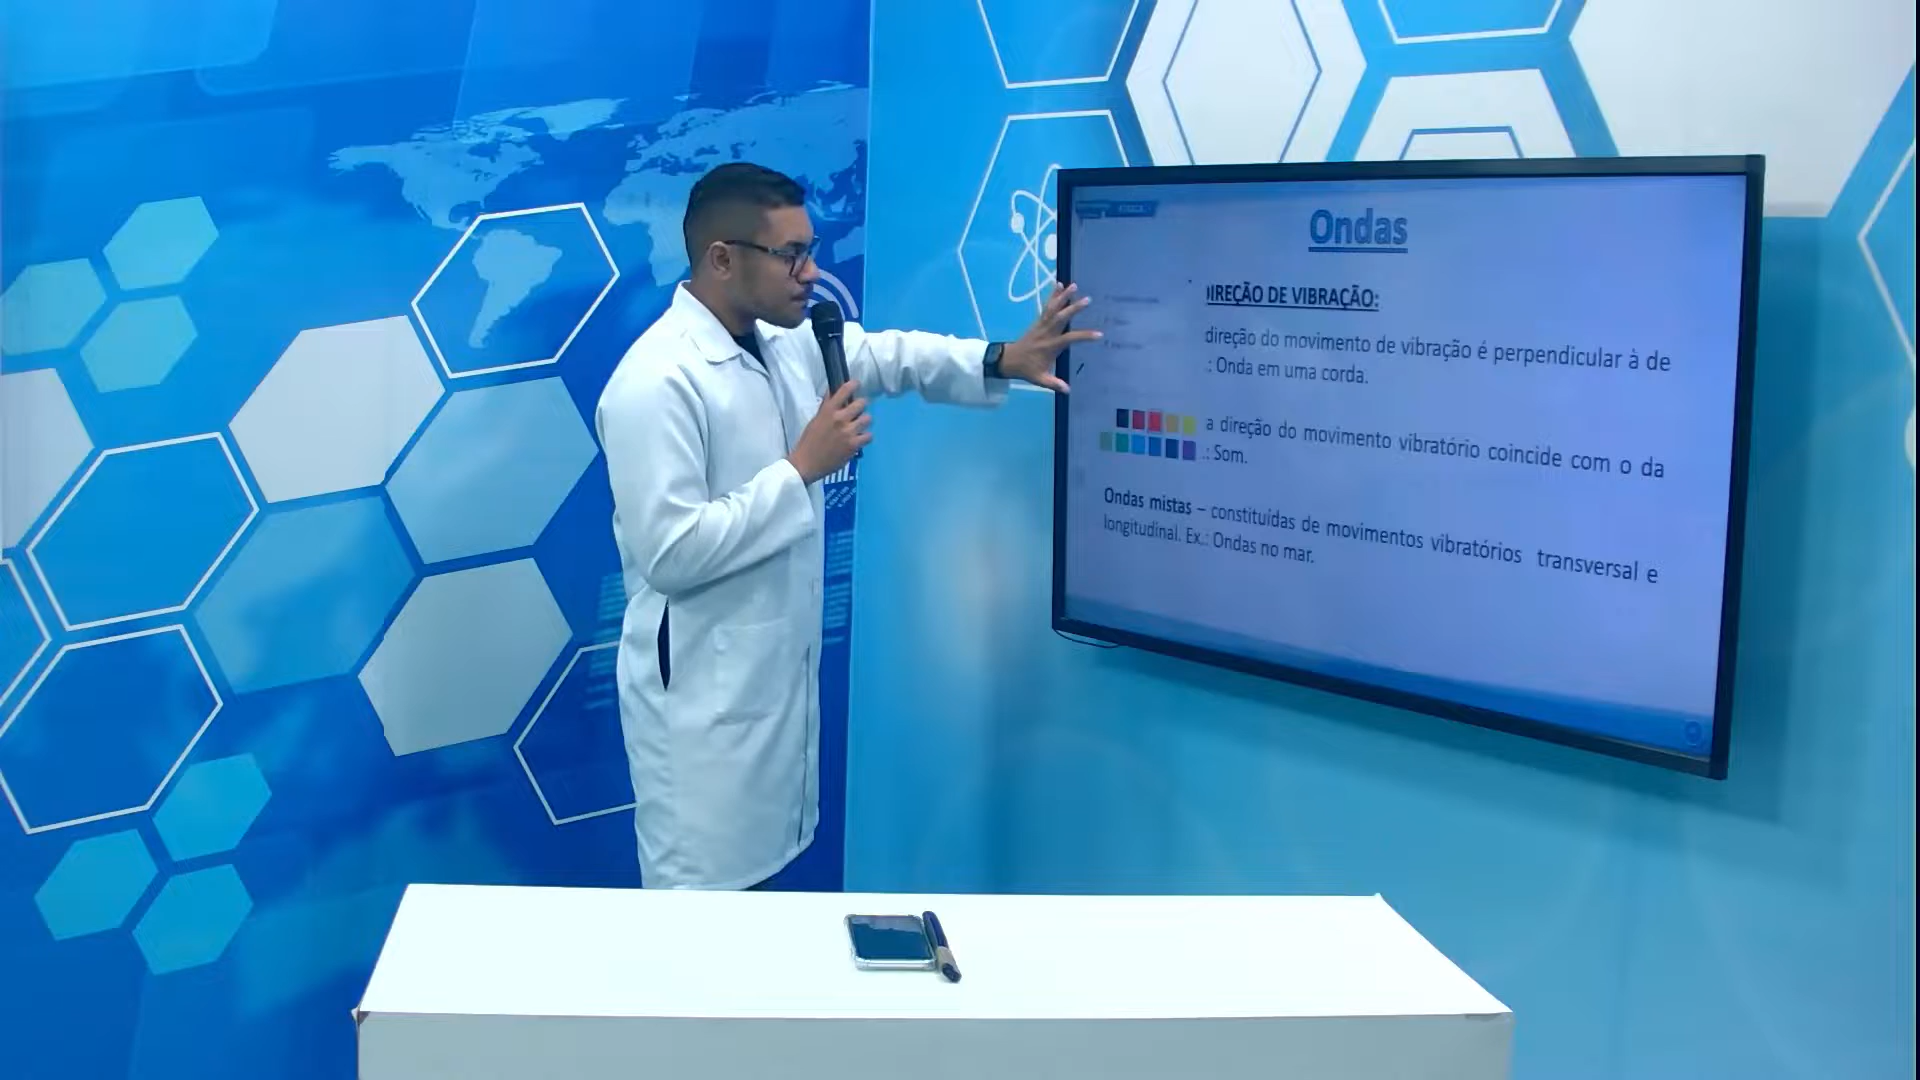 Ondas
IREÇÃO DE VIBRAÇÃO:
direção do movimento de vibração é perpendicular à de
.: Onda em uma corda.
a direção do movimento vibratório coincide com o da
.: Som.
Ondas mistas – constituídas de movimentos vibratórios transversal e
longitudinal. Ex.: Ondas no mar.